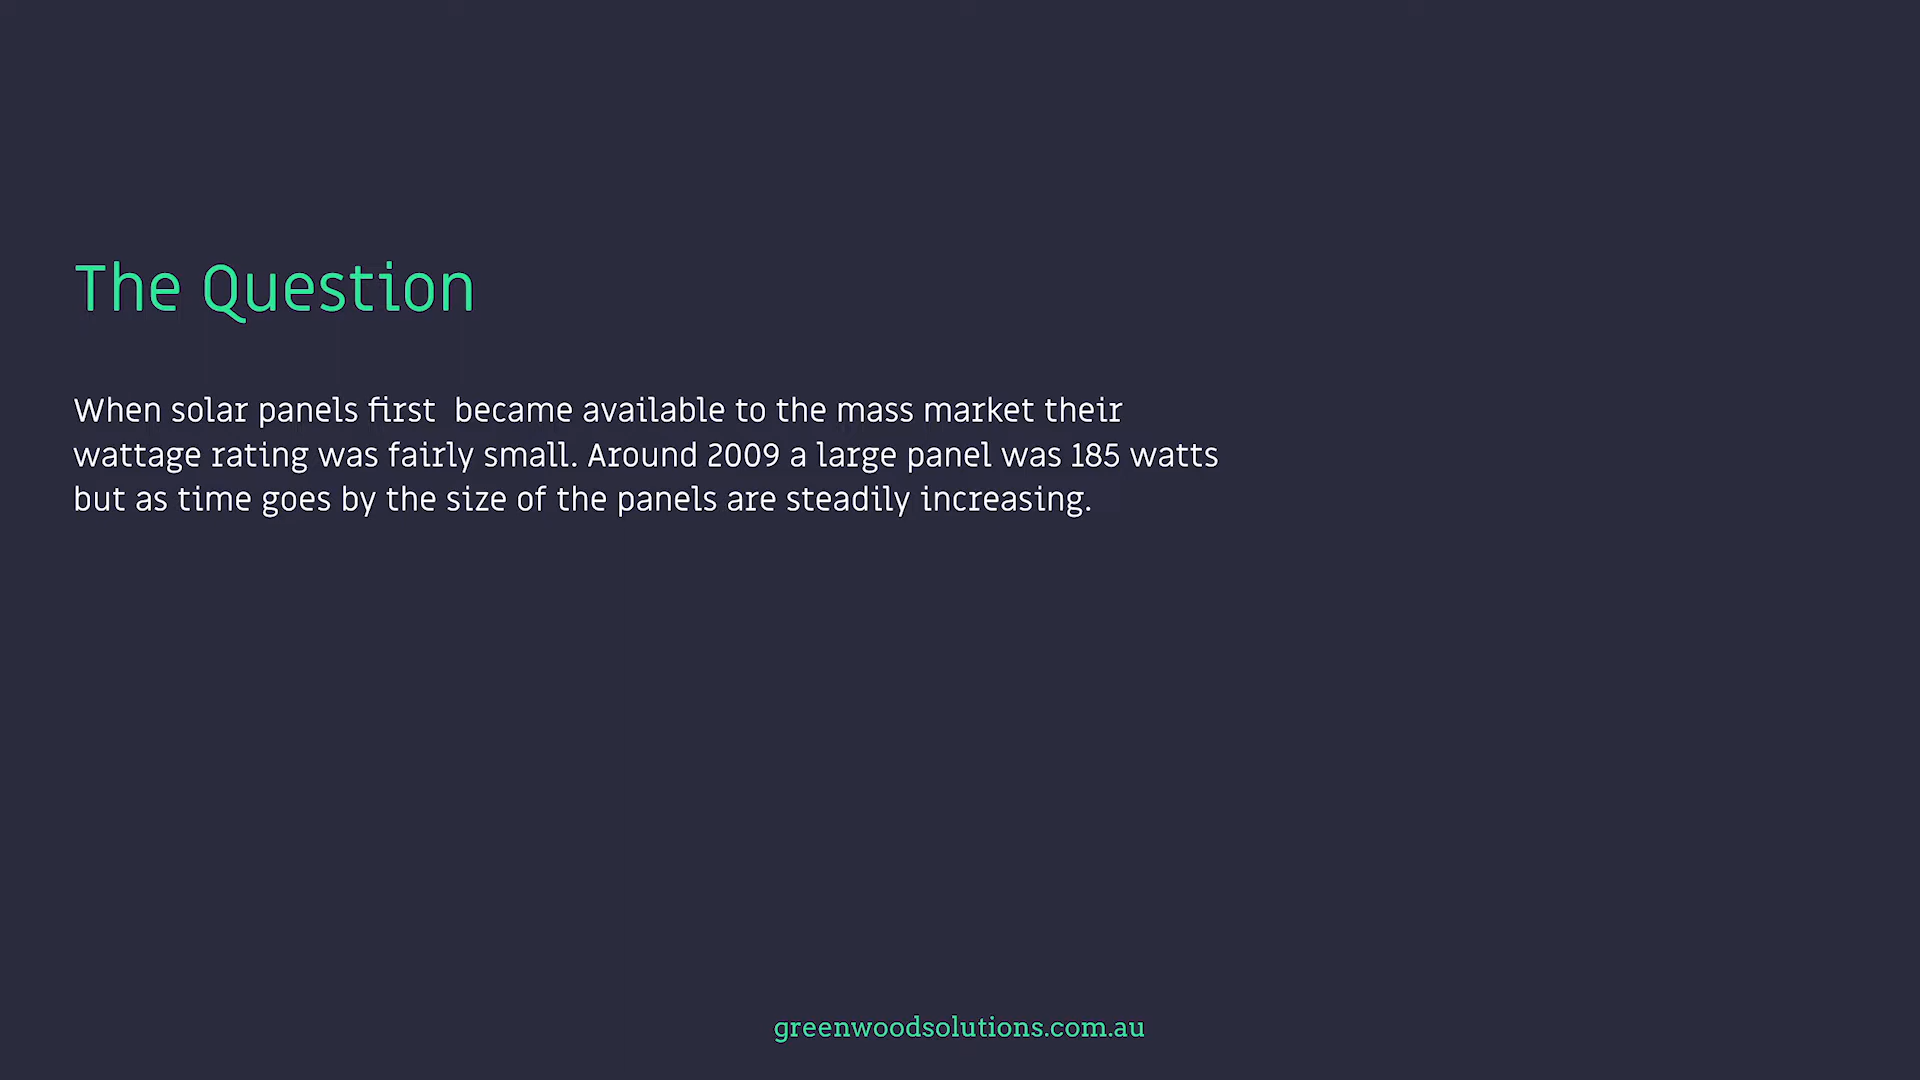 The Question
When solar panels first  became available to the mass market their
wattage rating was fairly small. Around 2009 a large panel was 185 watts
but as time goes by the size of the panels are steadily increasing.
greenwoodsolutions.com.au